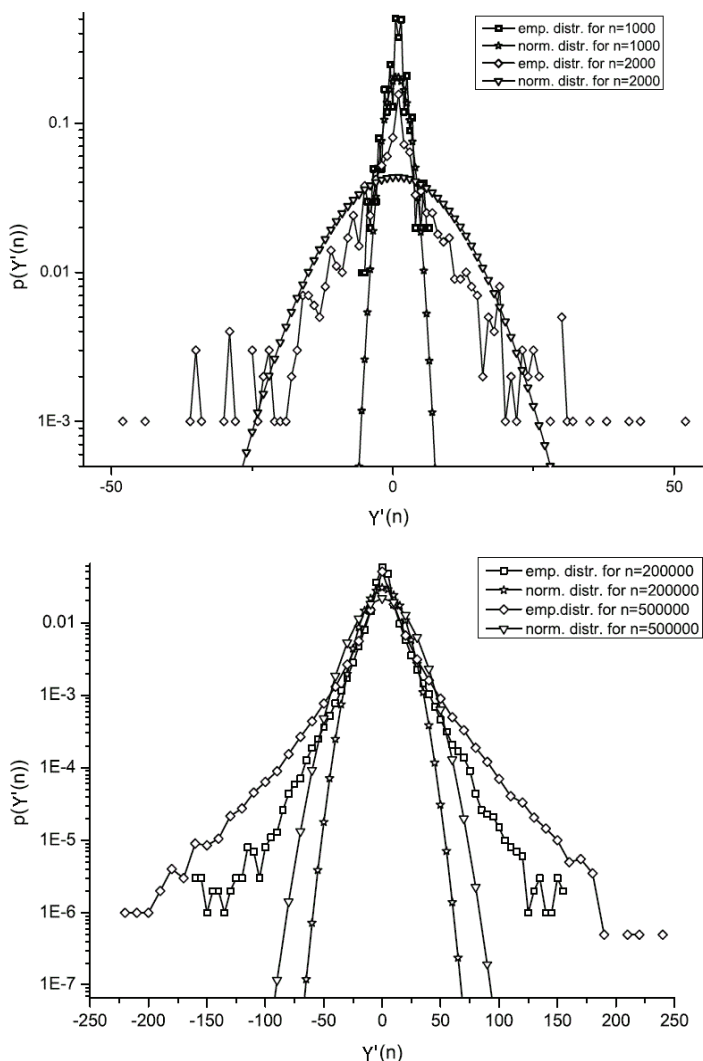 emp. distr. for n=1000
norm. distr. for n=1000
emp. distr. for n=2000
norm. distr. for n=2000
0.1
0.01
1E-3
p(Y'(n))
-50 0 50
Y'(n)
emp. distr. for n=200000
norm. distr. for n=200000
emp.distr. for n=500000
norm. distr. for n=500000
0.01
1E-3
1E-4
1E-5
1E-6
1E-7
p(Y'(n))
-250 -200 -150 -100 -50 0 50 100 150 200 250
Y'(n)